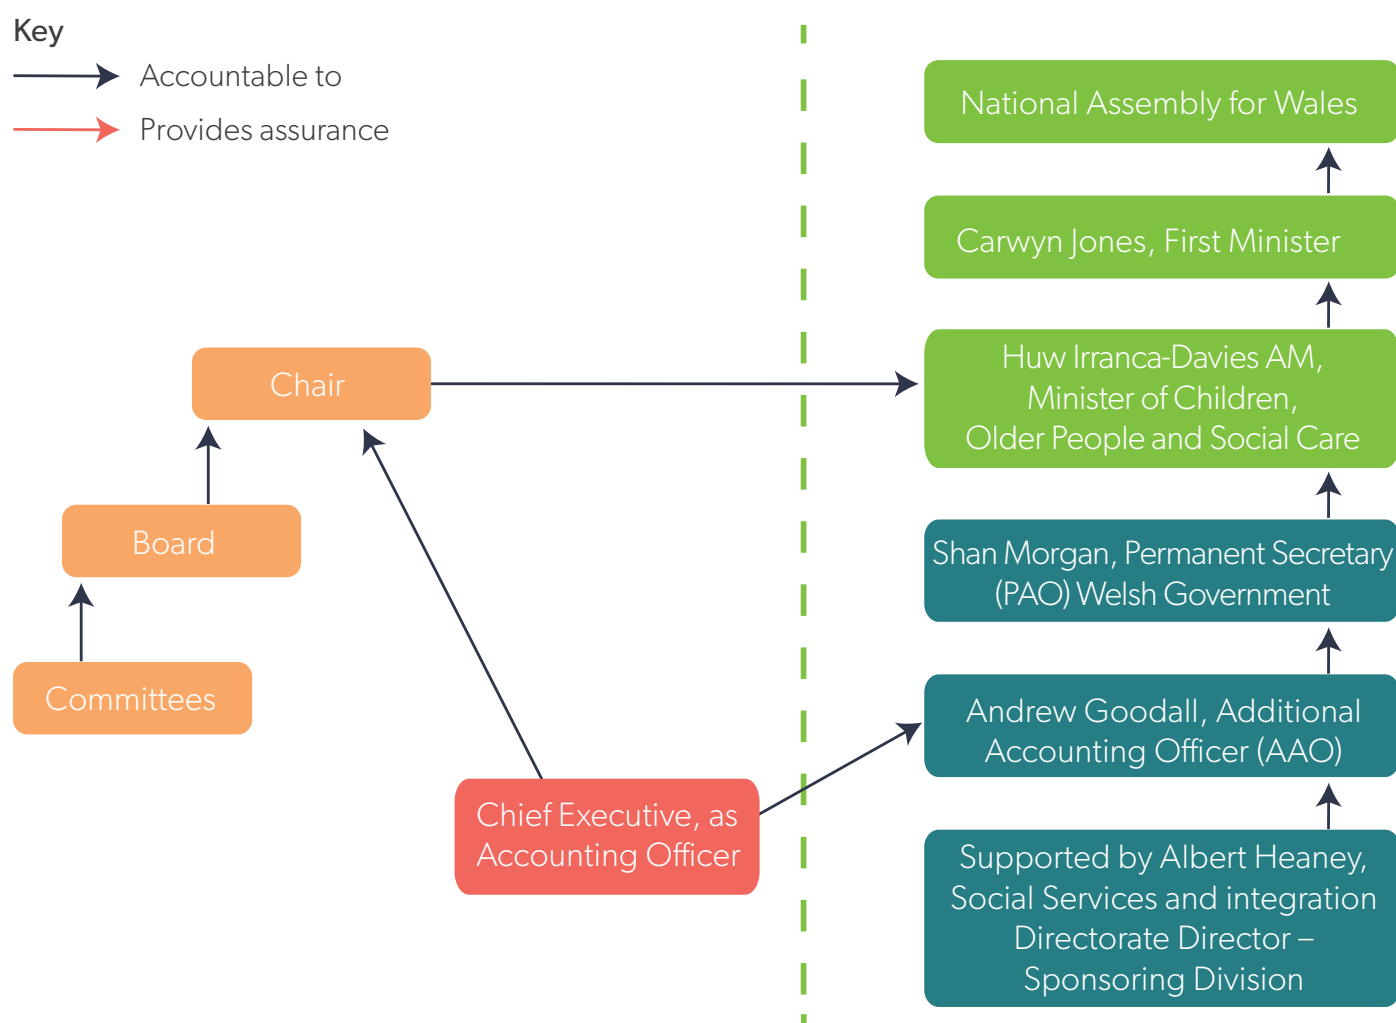 Key
Accountable to
Provides assurance
National Assembly for Wales
Carwyn Jones, First Minister
Huw Irranca-Davies AM,
Minister of Children,
Older People and Social Care
Chair
Board
Shan Morgan, Permanent Secretary
(PAO) Welsh Government
Committees
Andrew Goodall, Additional
Accounting Officer (AAO)
Chief Executive, as
Accounting Officer
Supported by Albert Heaney,
Social Services and integration
Directorate Director –
Sponsoring Division